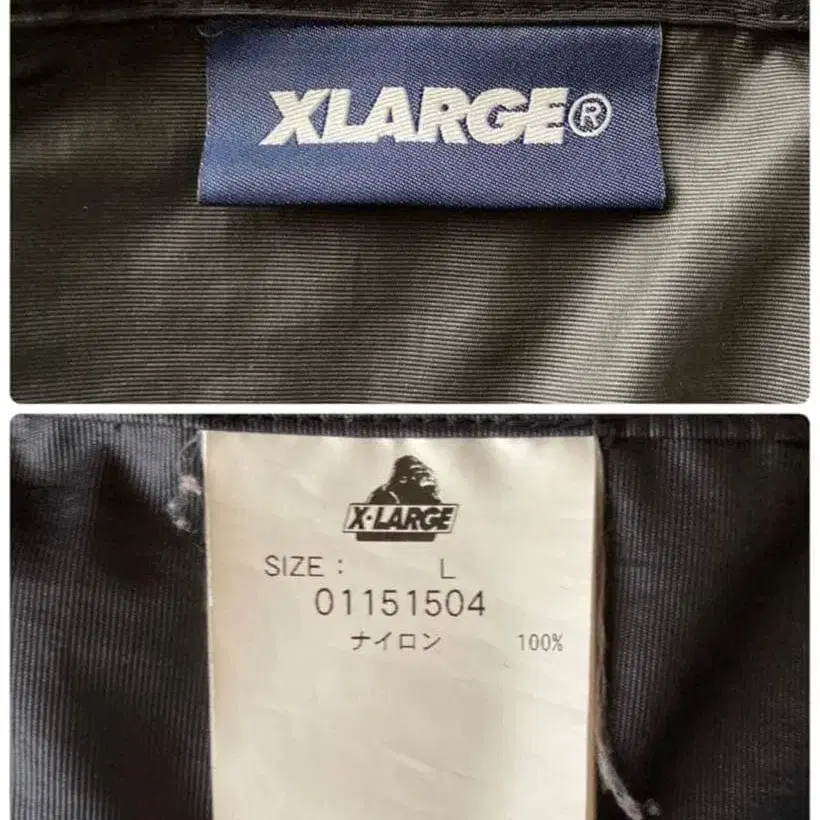 XLARGE®
X-LARGE
SIZE : L
01151504
ナイロン 100%